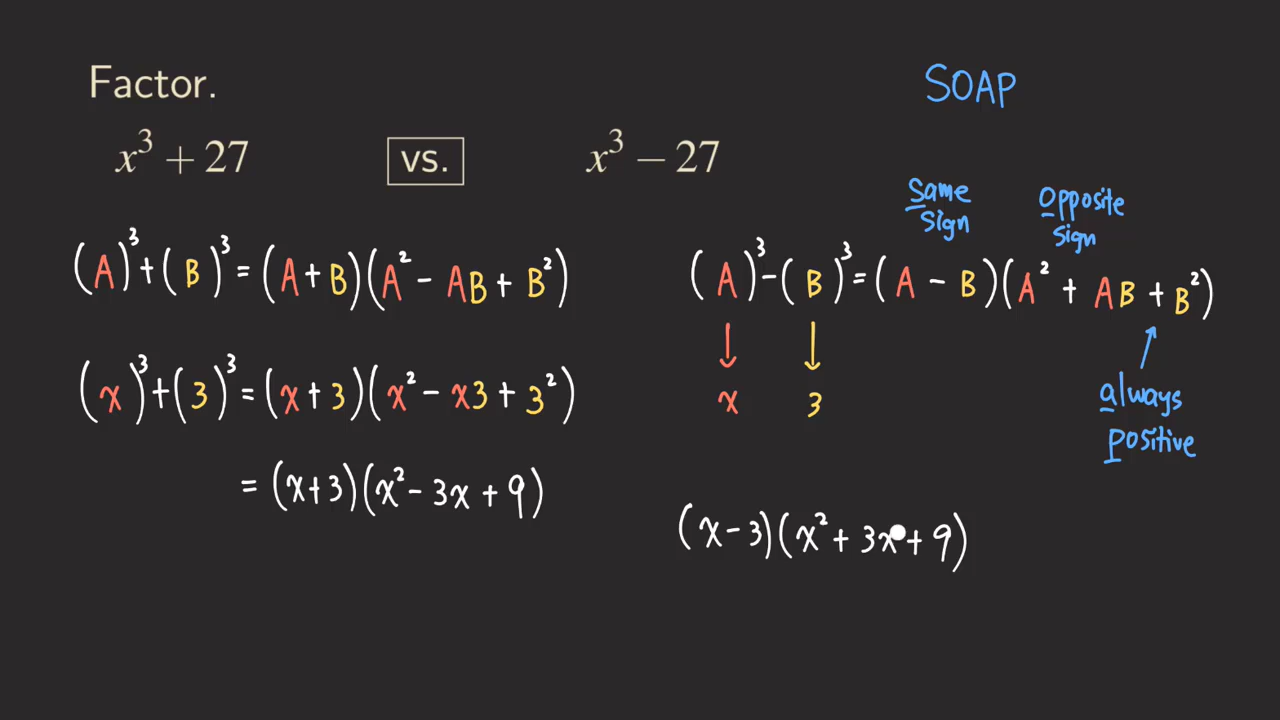 Factor.
SOAP
x³ + 27 vs. x³ − 27
Same Sign
Opposite Sign
(A)³+(B)³=(A+B)(A²−AB+B²)
(A)³−(B)³=(A−B)(A²+AB+B²)
x 3
always
positive
(x)³+(3)³=(x+3)(x²−x3+3²)
=(x+3)(x²−3x+9)
(x−3)(x²+3x+9)